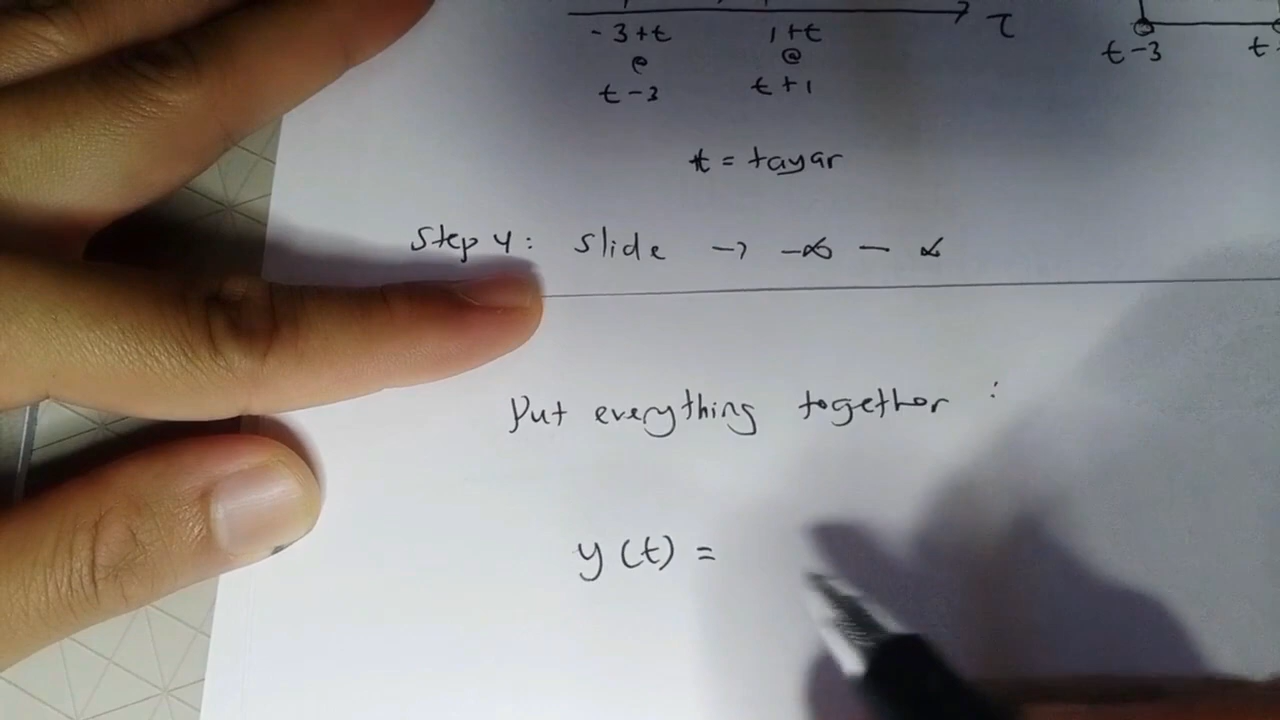 τ
-3+t 1+t
@ @
t-3 t+1
t-3 t-
t = tayar
Step 4: Slide → -∞ - ∞
Put everything together :
y(t) =